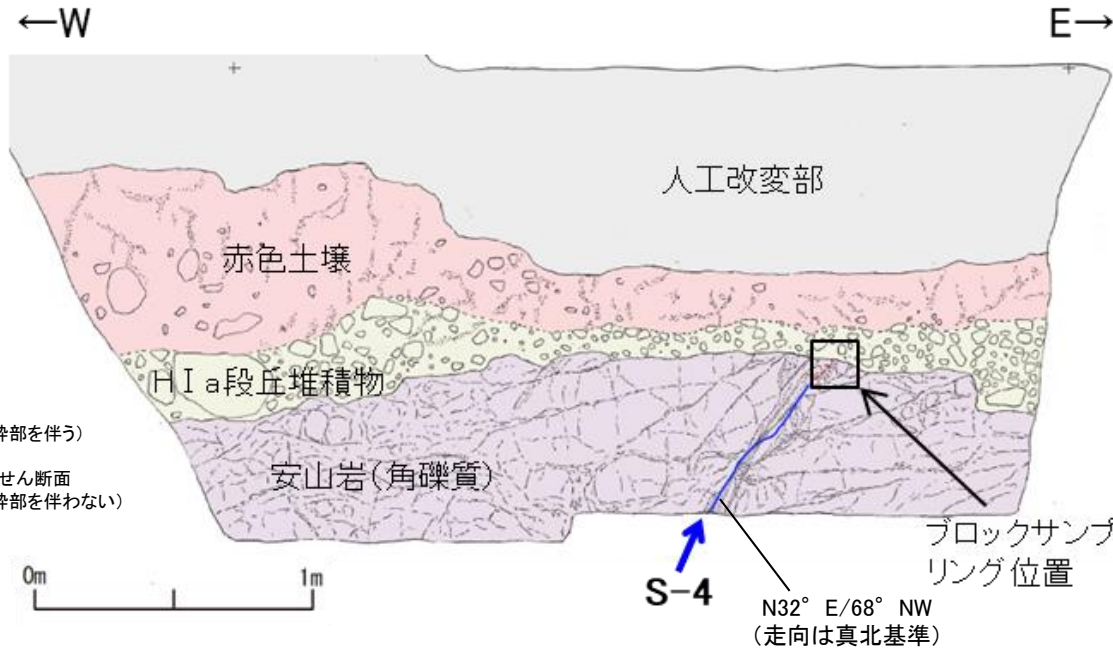 ←W
E→
人工改変部
赤色土壌
HⅠa段丘堆積物
砕部を伴う)
せん断面
砕部を伴わない)
安山岩(角礫質)
ブロックサンプ
リング位置
0m
1m
S-4
N32° E/68° NW
(走向は真北基準)